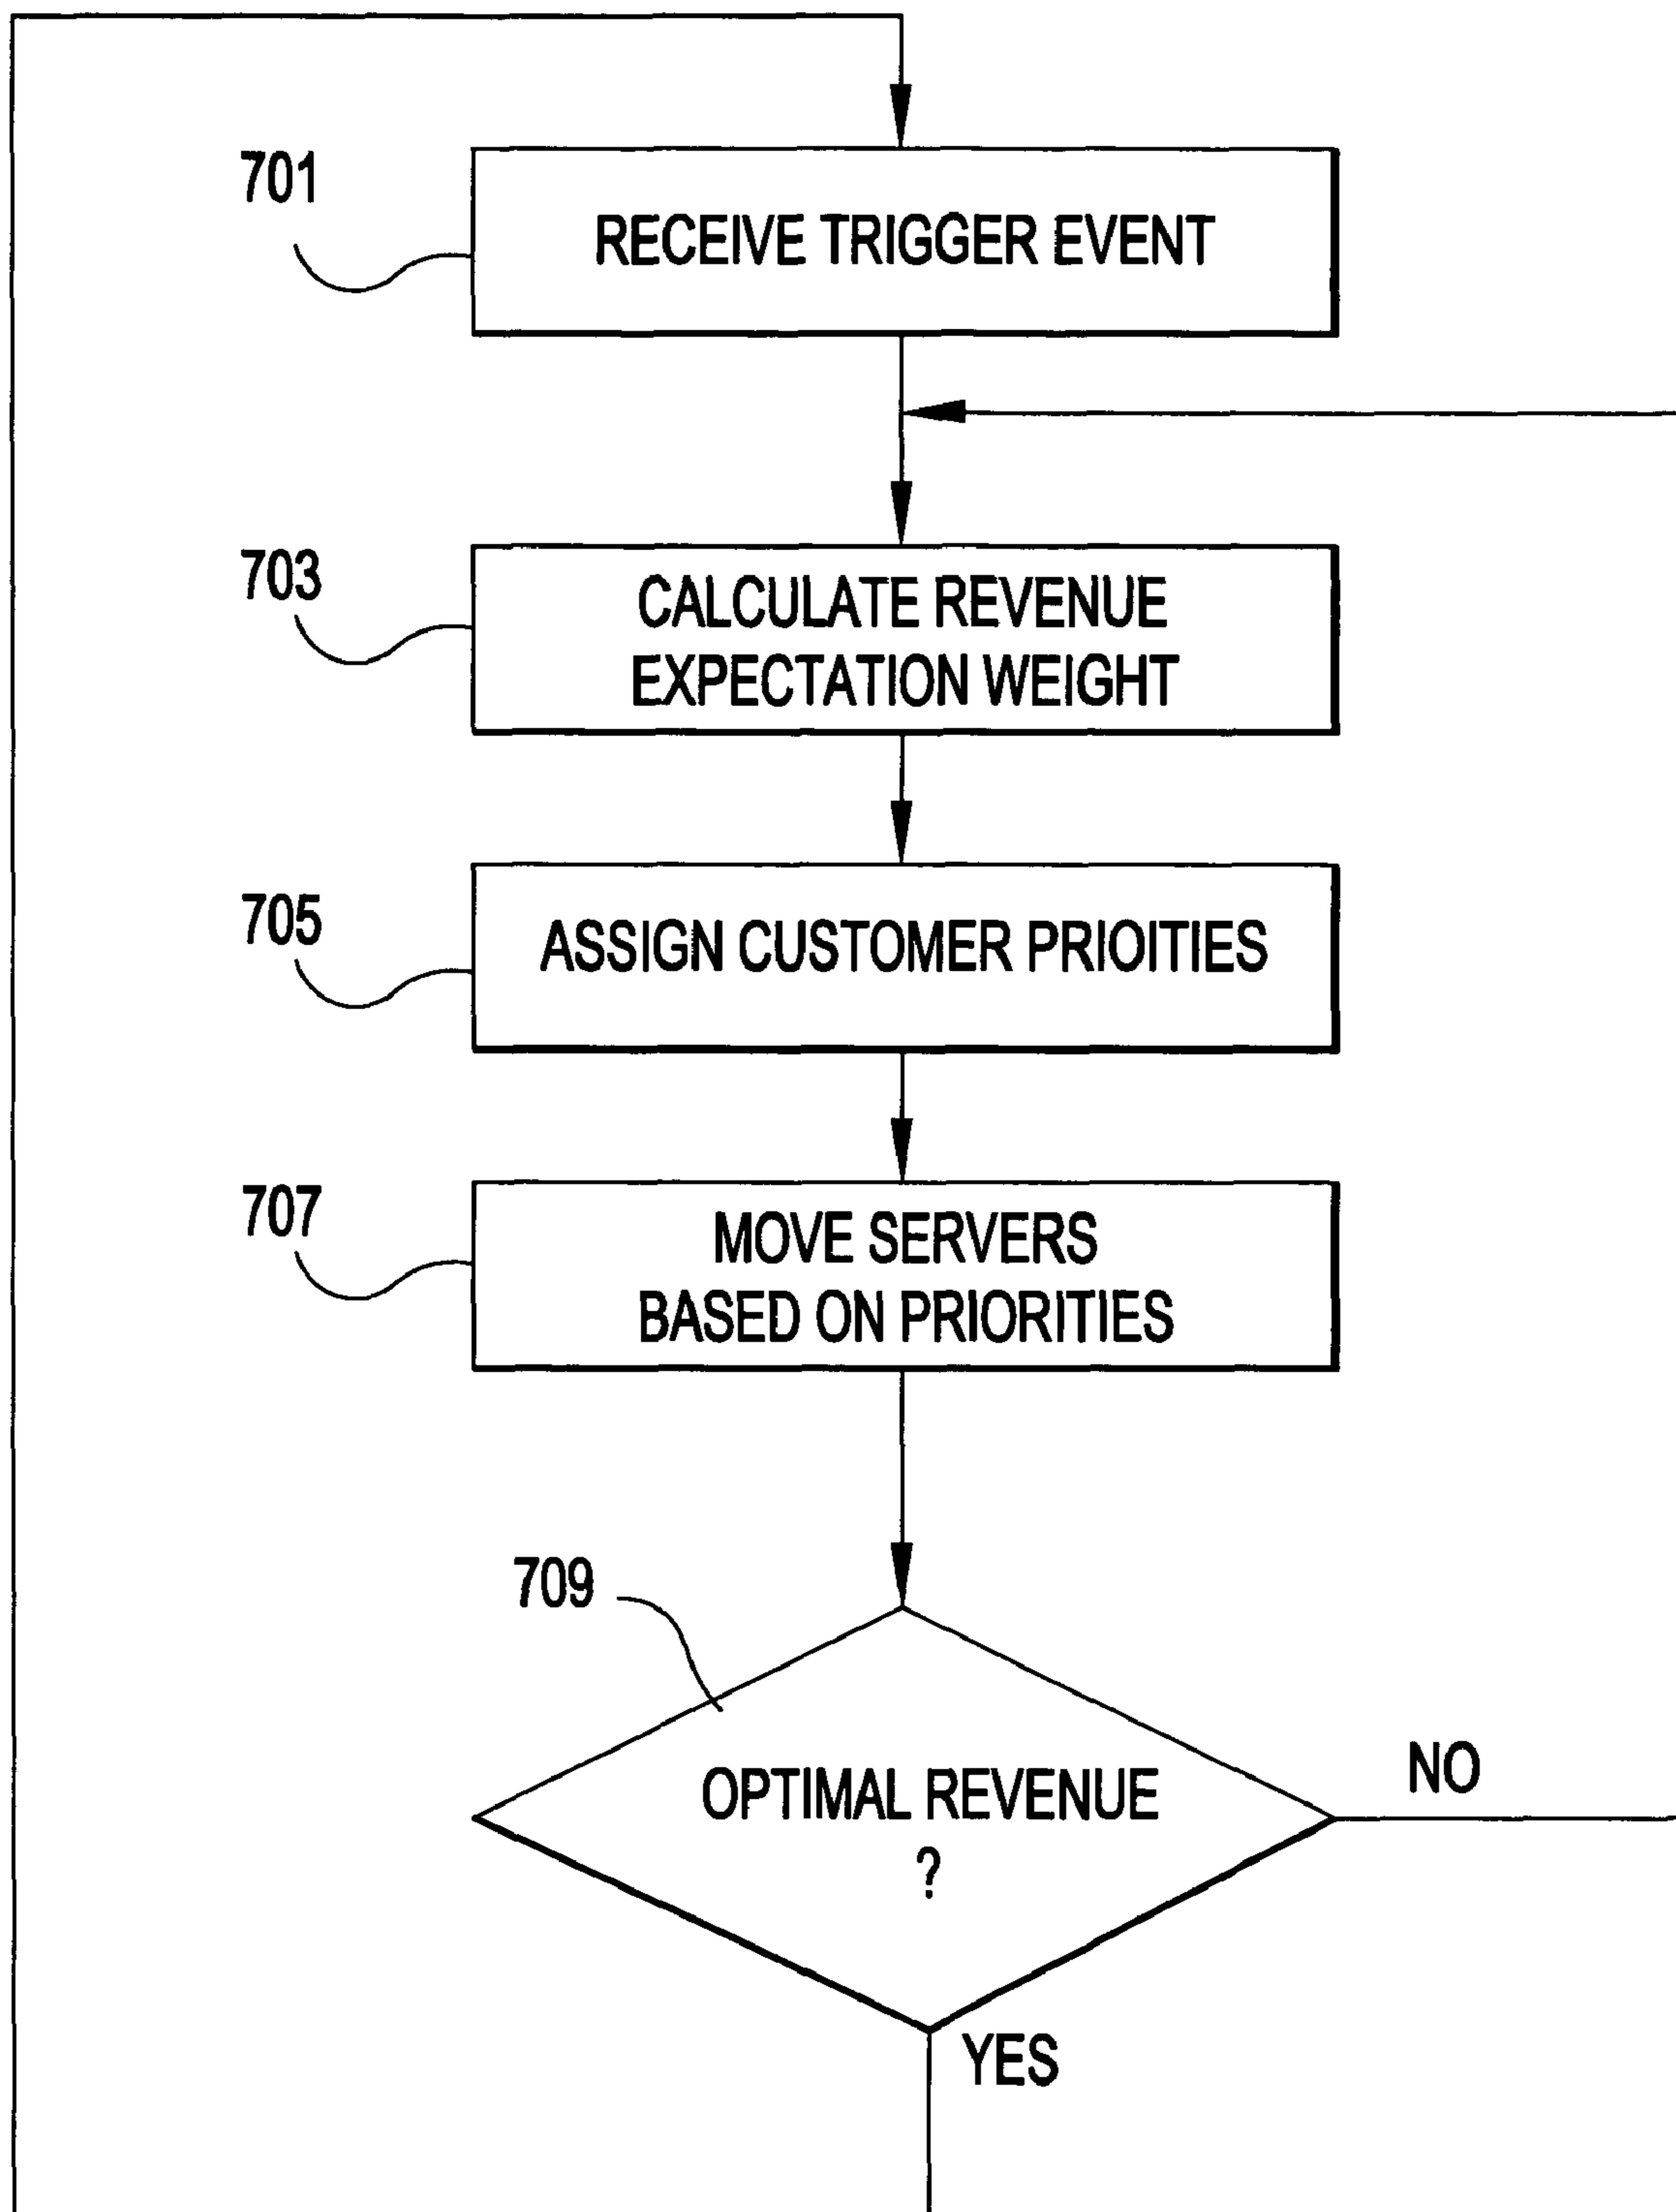 701
RECEIVE TRIGGER EVENT
703
CALCULATE REVENUE
EXPECTATION WEIGHT
705
ASSIGN CUSTOMER PRIOITIES
707
MOVE SERVERS
BASED ON PRIORITIES
709
OPTIMAL REVENUE
?
NO
YES